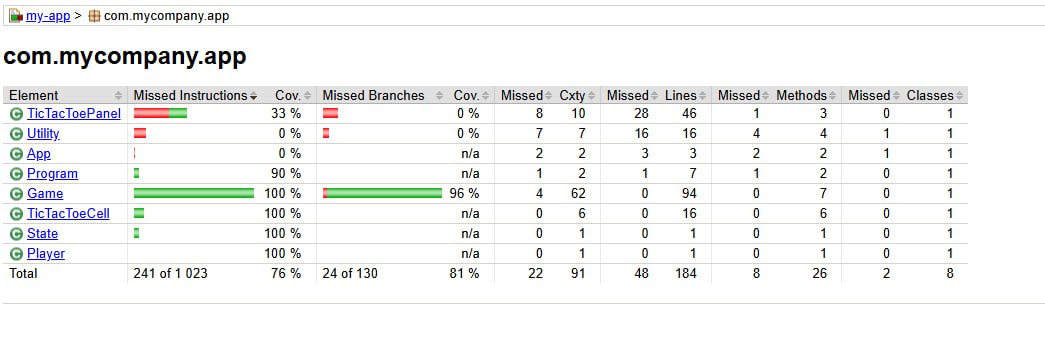 my-app > com.mycompany.app
com.mycompany.app
Element Missed Instructions Cov. Missed Branches Cov. Missed Cxty Missed Lines Missed Methods Missed Classes
TicTacToePanel 33 % 0 % 8 10 28 46 1 3 0 1
Utility 0 % 0 % 7 7 16 16 4 4 1 1
App 0 % n/a 2 2 3 3 2 2 1 1
Program 90 % n/a 1 2 1 7 1 2 0 1
Game 100 % 96 % 4 62 0 94 0 7 0 1
TicTacToeCell 100 % n/a 0 6 0 16 0 6 0 1
State 100 % n/a 0 1 0 1 0 1 0 1
Player 100 % n/a 0 1 0 1 0 1 0 1
Total 241 of 1 023 76 % 24 of 130 81 % 22 91 48 184 8 26 2 8